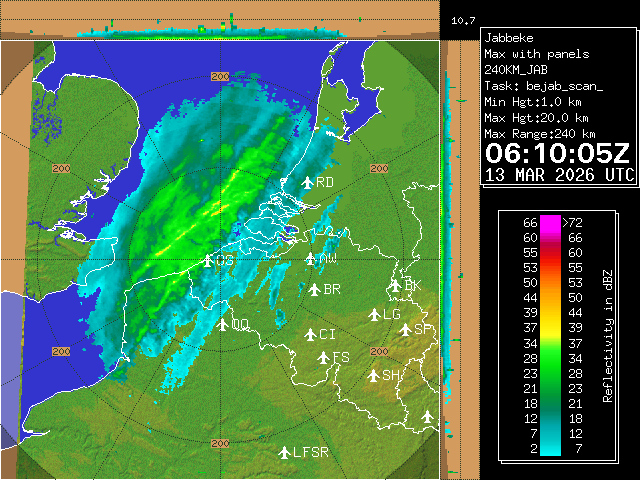 10.7
Jabbeke
Max with panels
240KM_JAB
Task: bejab_scan_
Min Hgt:1.0 km
Max Hgt:20.0 km
Max Range:240 km
06:10:05Z
13 MAR 2026 UTC
200
200
200
RD
OS
AW
BR
BK
LG
QO
CI
SP
200
FS
200
SH
200
LFSR
66 >72
60 66
55 60
53 55
50 53
44 50
39 44
37 39
34 37
28 34
23 28
21 23
18 21
12 18
7 12
2 7
Reflectivity in dBZ